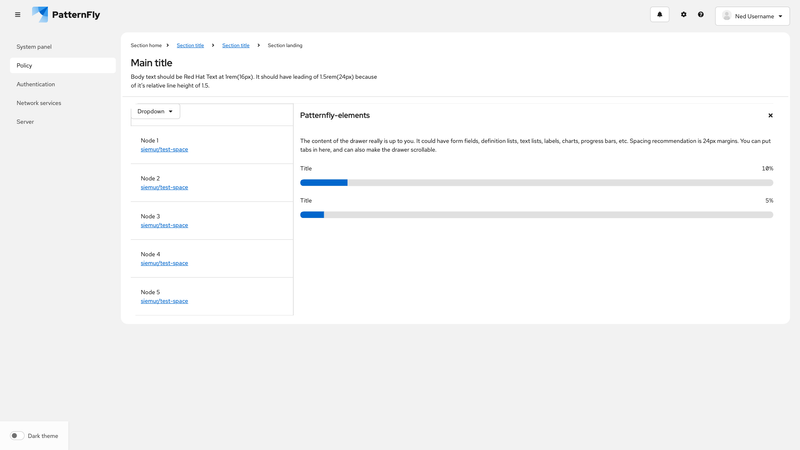 PatternFly
Ned Username
System panel
Policy
Authentication
Network services
Server
Section home
Section title
Section title
Section landing
Main title
Body text should be Red Hat Text at 1rem(16px). It should have leading of 1.5rem(24px) because
of it's relative line height of 1.5.
Dropdown
Node 1
siemur/test-space
Node 2
siemur/test-space
Node 3
siemur/test-space
Node 4
siemur/test-space
Node 5
siemur/test-space
Patternfly-elements
The content of the drawer really is up to you. It could have form fields, definition lists, text lists, labels, charts, progress bars, etc. Spacing recommendation is 24px margins. You can put
tabs in here, and can also make the drawer scrollable.
Title 10%
Title 5%
Dark theme